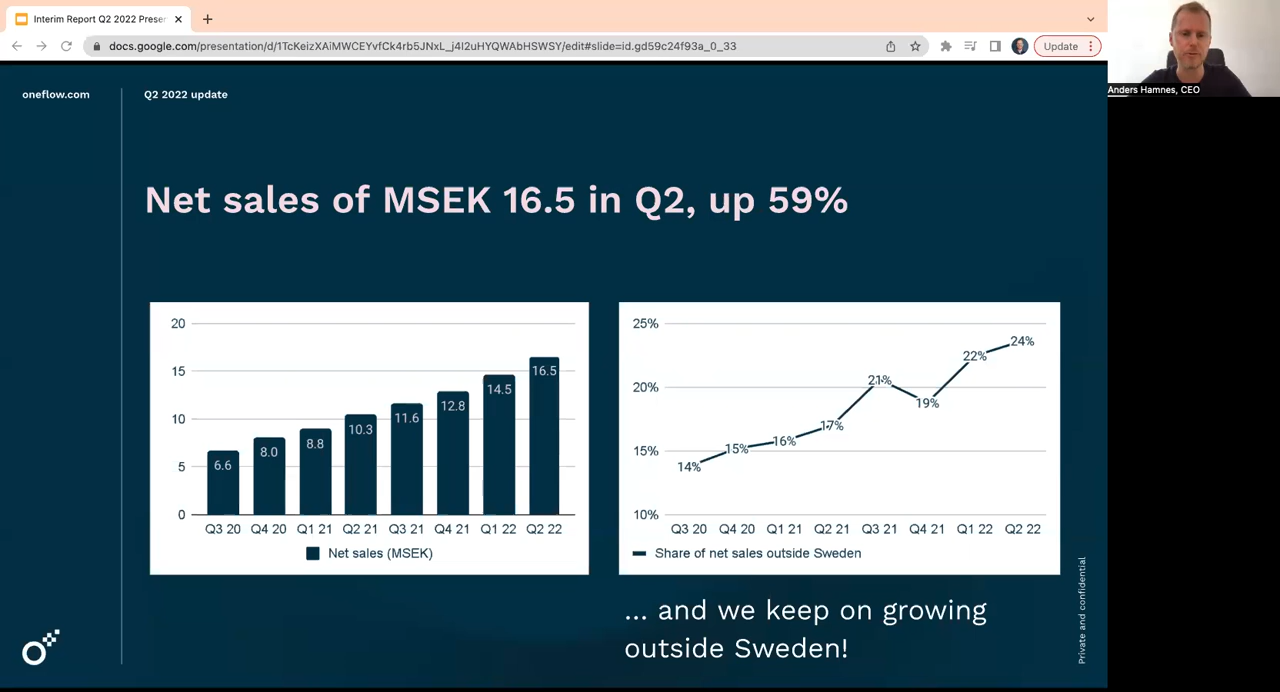 Interim Report Q2 2022 Preser
docs.google.com/presentation/d/1TcKeizXAiMWCEYvfCk4rb5JNxL_j4I2uHYQWAbHSWSY/edit#slide=id.gd59c24f93a_0_33
Update
Anders Hamnes, CEO
oneflow.com
Q2 2022 update
Net sales of MSEK 16.5 in Q2, up 59%
20
15
10
5
0
6.6
8.0
8.8
10.3
11.6
12.8
14.5
16.5
Q3 20 Q4 20 Q1 21 Q2 21 Q3 21 Q4 21 Q1 22 Q2 22
Net sales (MSEK)
25%
20%
15%
10%
14%
15%
16%
17%
21%
19%
22%
24%
Q3 20 Q4 20 Q1 21 Q2 21 Q3 21 Q4 21 Q1 22 Q2 22
Share of net sales outside Sweden
... and we keep on growing
outside Sweden!
Private and confidential